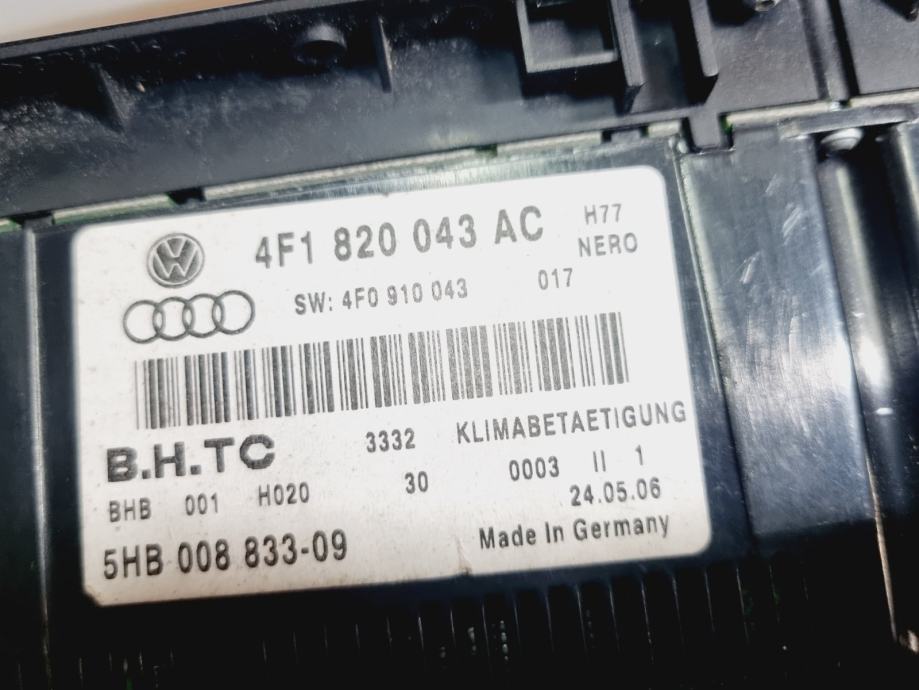 4F1 820 043 AC H77
NERO
SW: 4F0 910 043 017
B.H.TC 3332 KLIMABETAETIGUNG
BHB 001 H020 30 0003 II 1
24.05.06
5HB 008 833-09 Made In Germany